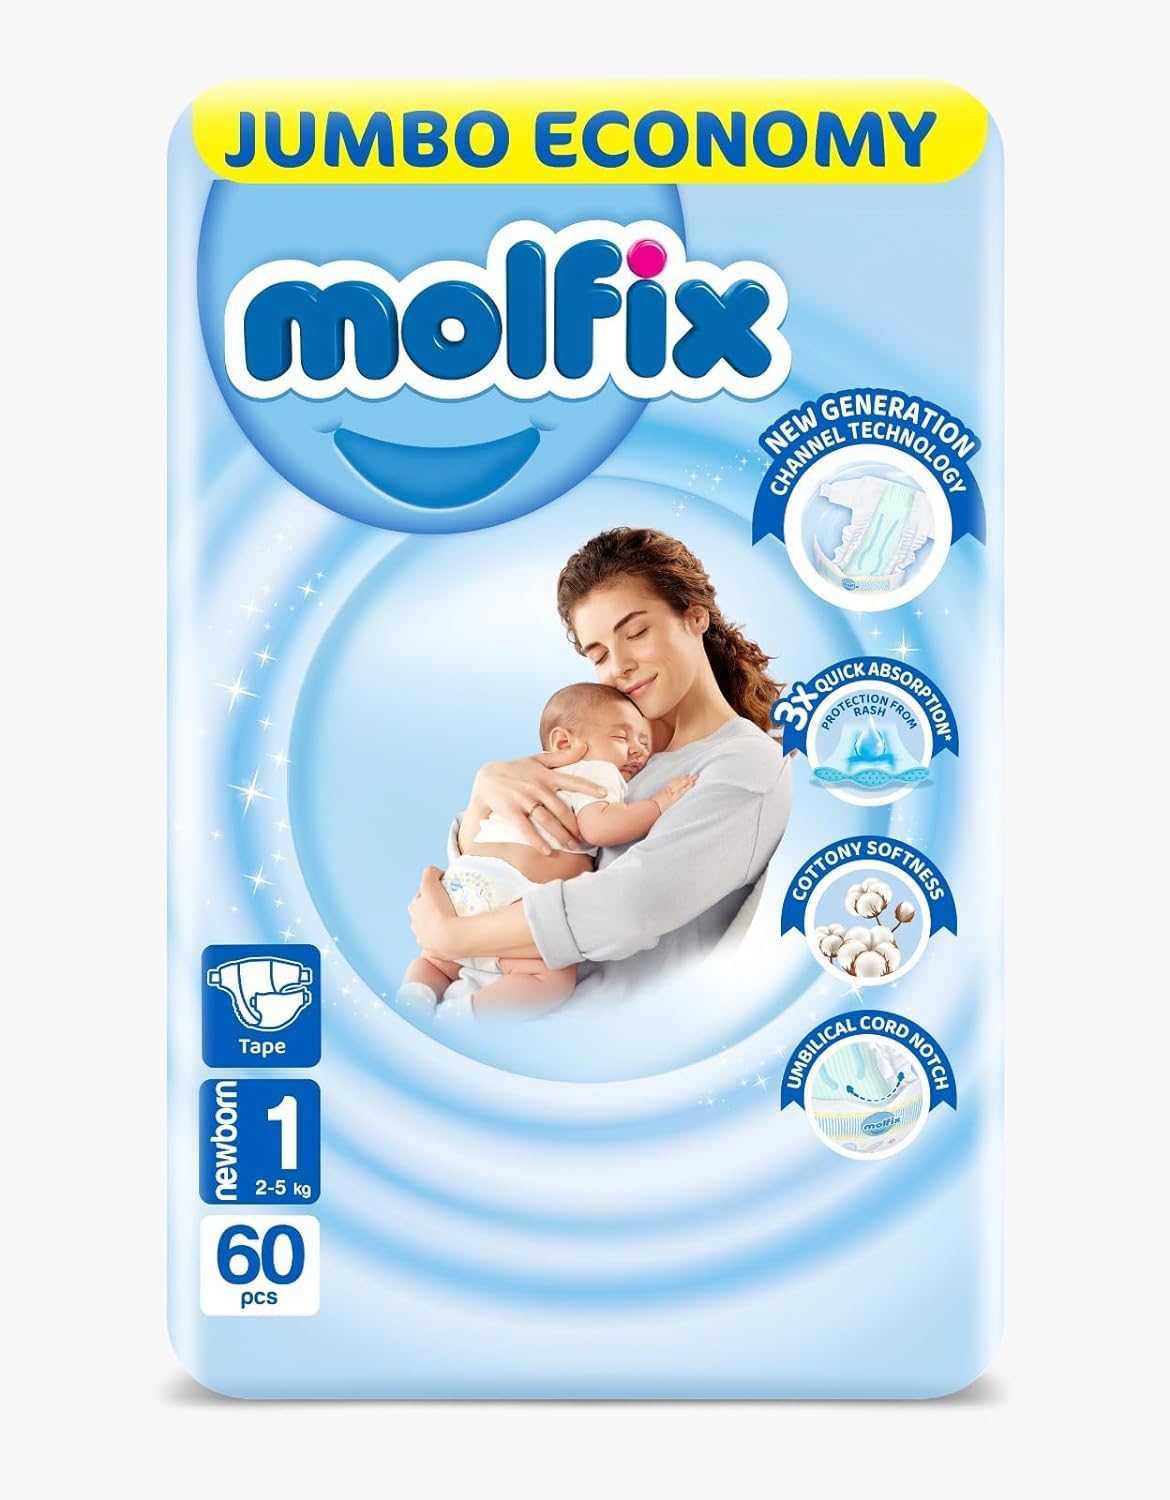 JUMBO ECONOMY
molfix
NEW GENERATION
CHANNEL TECHNOLOGY
3X QUICK ABSORPTION*
PROTECTION FROM
RASH
COTTONY SOFTNESS
UMBILICAL CORD NOTCH
molfix
Tape
newborn
1
2-5 kg
60
pcs